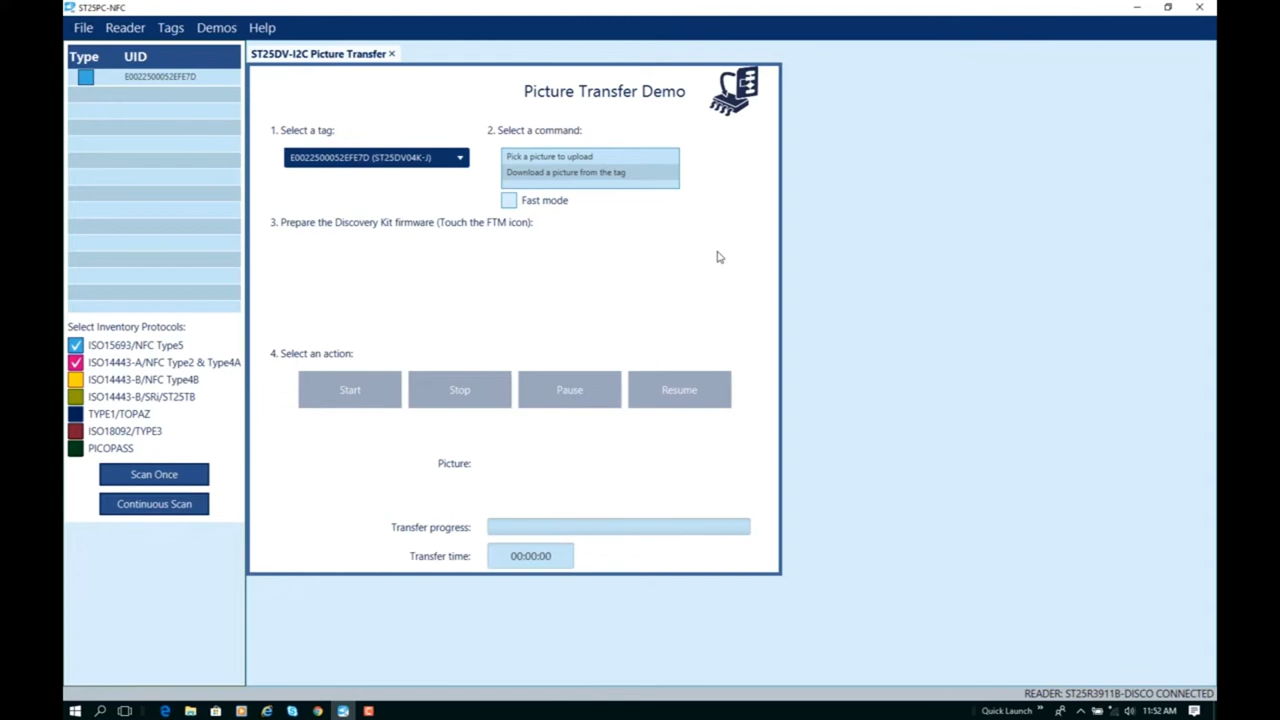 ST25PC-NFC
File Reader Tags Demos Help
Type UID
E0022500052EFE7D
Select Inventory Protocols:
ISO15693/NFC Type5
ISO14443-A/NFC Type2 & Type4A
ISO14443-B/NFC Type4B
ISO14443-B/SRi/ST25TB
TYPE1/TOPAZ
ISO18092/TYPE3
PICOPASS
Scan Once
Continuous Scan
ST25DV-I2C Picture Transfer
Picture Transfer Demo
1. Select a tag:
E0022500052EFE7D (ST25DV04K-J)
2. Select a command:
Pick a picture to upload
Download a picture from the tag
Fast mode
3. Prepare the Discovery Kit firmware (Touch the FTM icon):
4. Select an action:
Start Stop Pause Resume
Picture:
Transfer progress:
Transfer time: 00:00:00
READER: ST25R3911B-DISCO CONNECTED
Quick Launch 11:52 AM